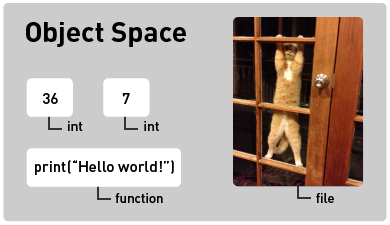 Object Space
36
7
int
int
print(“Hello world!”)
function
file